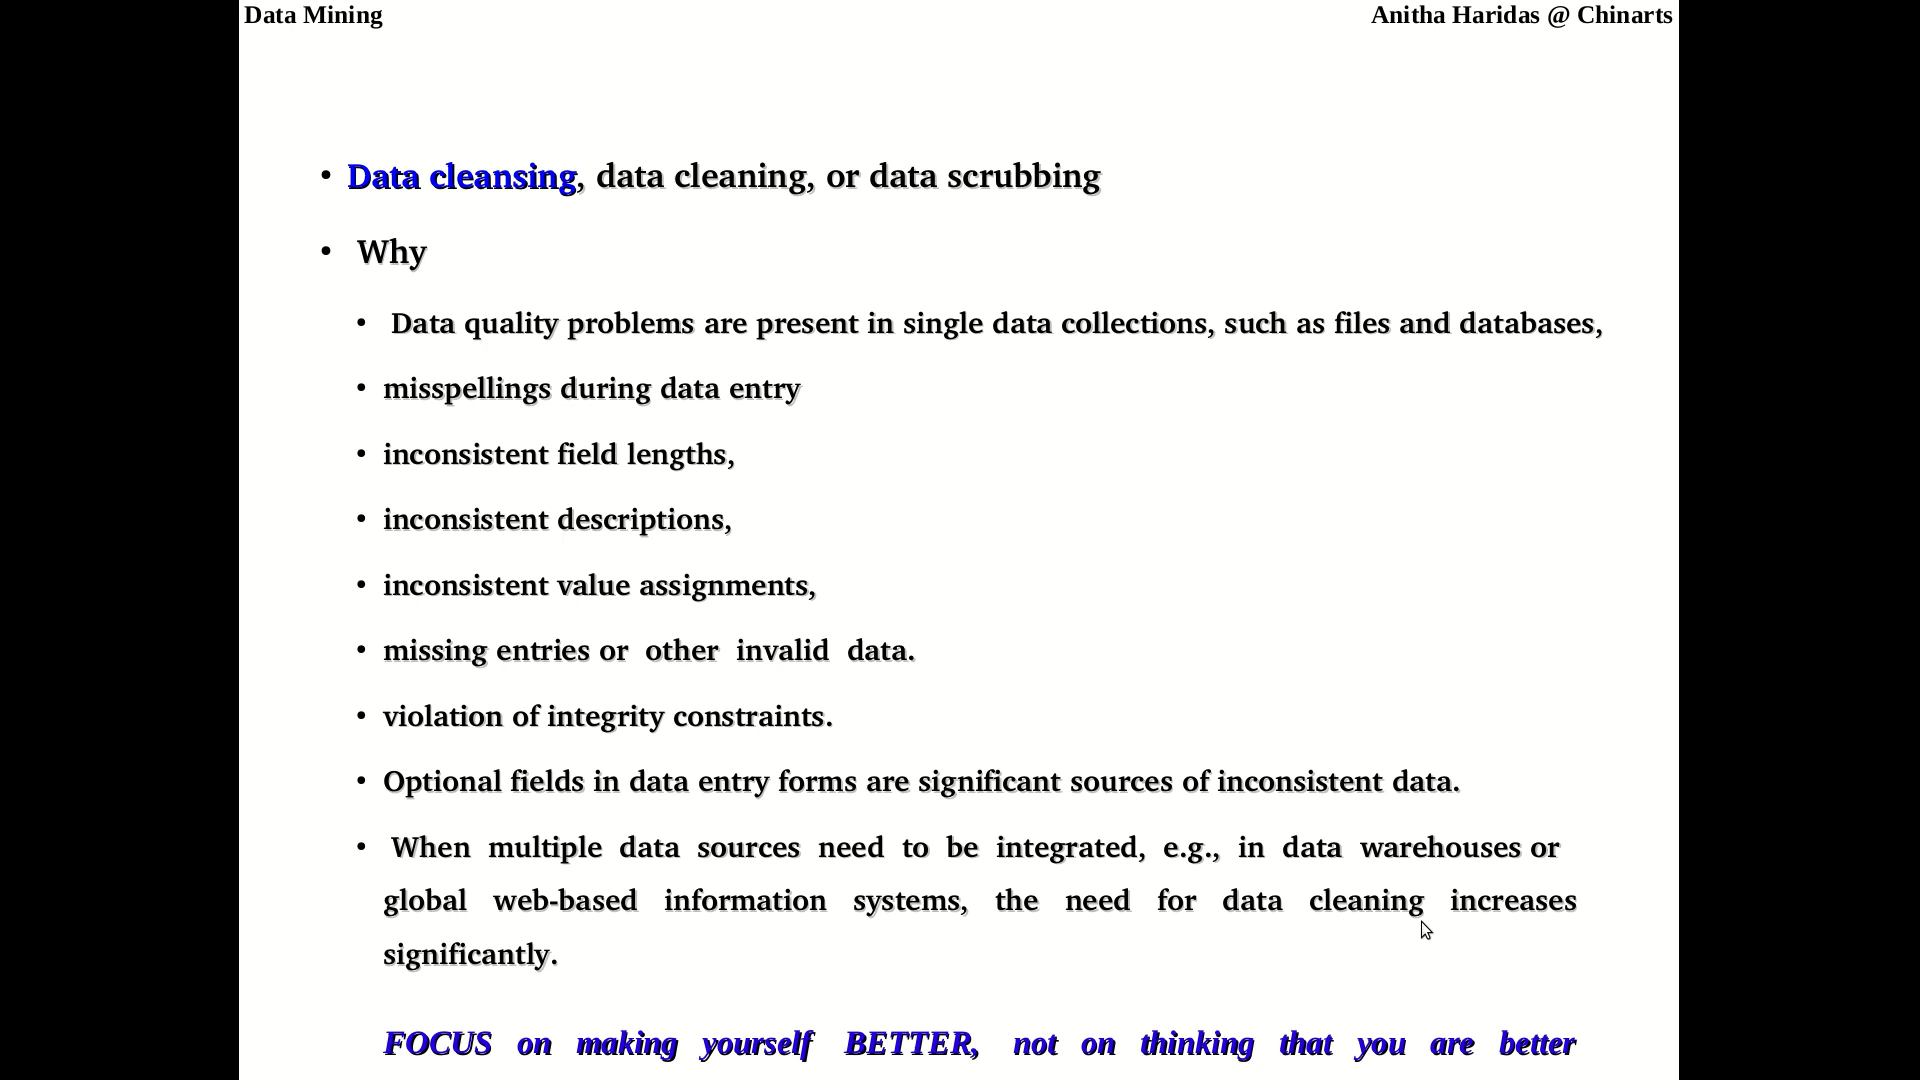 Data Mining
Anitha Haridas @ Chinarts
• Data cleansing, data cleaning, or data scrubbing
• Why
• Data quality problems are present in single data collections, such as files and databases,
• misspellings during data entry
• inconsistent field lengths,
• inconsistent descriptions,
• inconsistent value assignments,
• missing entries or other invalid data.
• violation of integrity constraints.
• Optional fields in data entry forms are significant sources of inconsistent data.
• When multiple data sources need to be integrated, e.g., in data warehouses or
global web-based information systems, the need for data cleaning increases
significantly.
FOCUS on making yourself BETTER, not on thinking that you are better